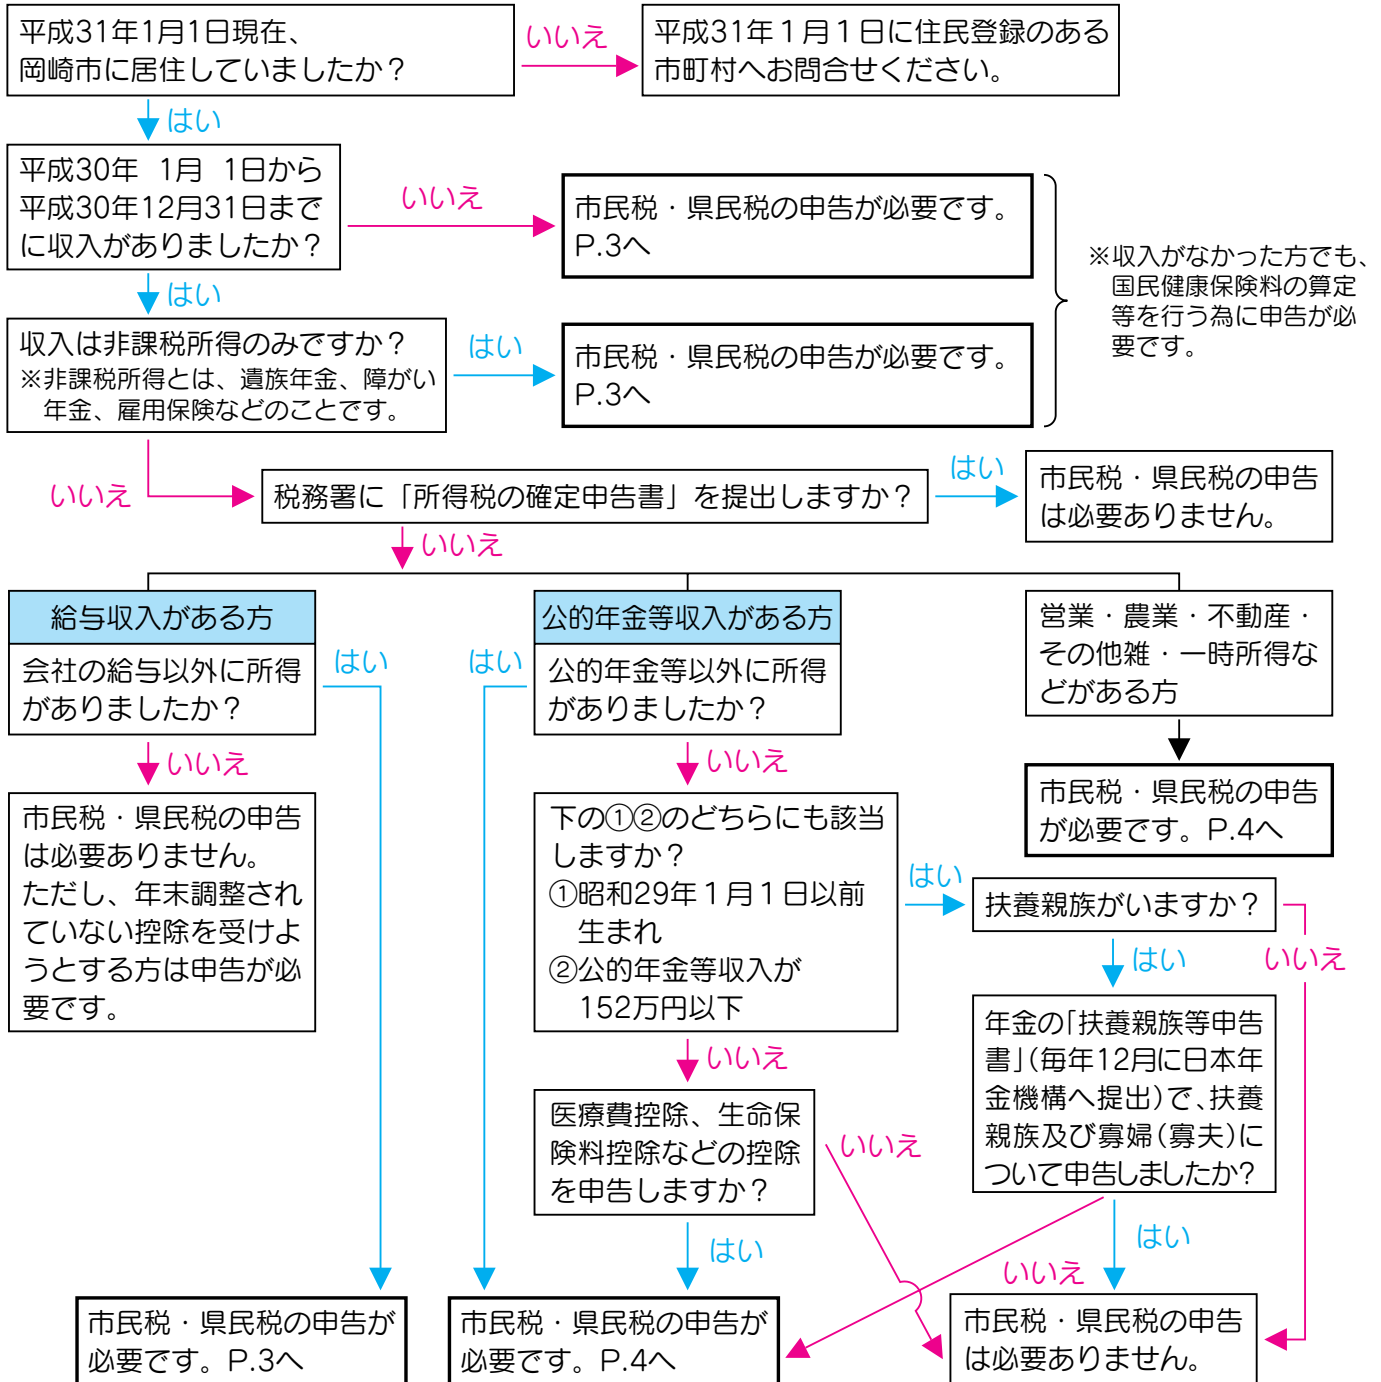 平成31年1月1日現在、
岡崎市に居住していましたか？
いいえ
平成31年１月１日に住民登録のある
市町村へお問合せください。
はい
平成30年 1月 1日から
平成30年12月31日まで
に収入がありましたか？
いいえ
市民税・県民税の申告が必要です。
P.3へ
※収入がなかった方でも、
国民健康保険料の算定
等を行う為に申告が必
要です。
はい
収入は非課税所得のみですか？
※非課税所得とは、遺族年金、障がい
年金、雇用保険などのことです。
はい
市民税・県民税の申告が必要です。
P.3へ
いいえ
税務署に「所得税の確定申告書」を提出しますか？
はい
市民税・県民税の申告
は必要ありません。
いいえ
給与収入がある方
会社の給与以外に所得
がありましたか？
はい
いいえ
市民税・県民税の申告
は必要ありません。
ただし、年末調整され
ていない控除を受けよ
うとする方は申告が必
要です。
はい
公的年金等収入がある方
公的年金等以外に所得
がありましたか？
いいえ
下の①②のどちらにも該当
しますか？
①昭和29年１月１日以前
生まれ
②公的年金等収入が
152万円以下
はい
いいえ
医療費控除、生命保
険料控除などの控除
を申告しますか？
いいえ
はい
営業・農業・不動産・
その他雑・一時所得な
どがある方
市民税・県民税の申告
が必要です。P.4へ
扶養親族がいますか？
はい
いいえ
年金の「扶養親族等申告
書」（毎年12月に日本年
金機構へ提出）で、扶養
親族及び寡婦（寡夫）に
ついて申告しましたか？
はい
いいえ
市民税・県民税の申告が
必要です。P.3へ
市民税・県民税の申告が
必要です。P.4へ
市民税・県民税の申告
は必要ありません。